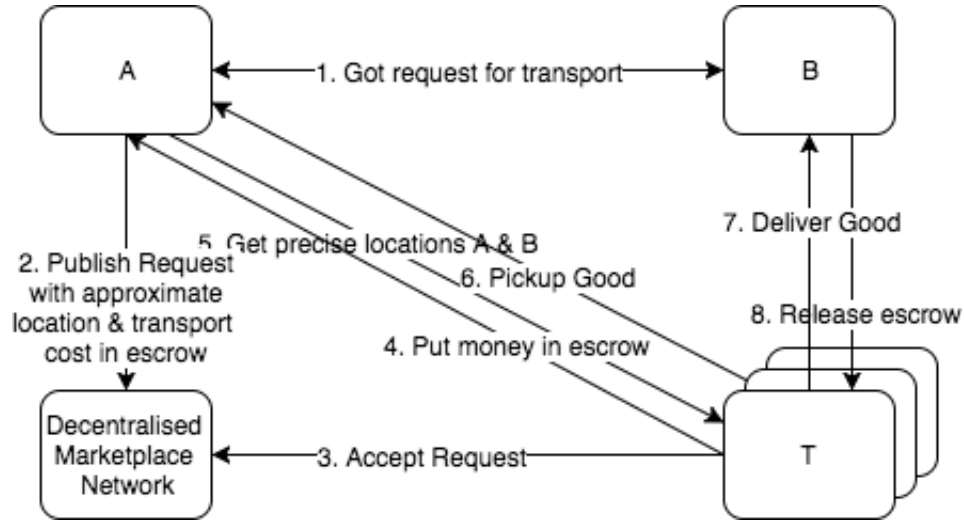 A
1. Got request for transport
B
7. Deliver Good
5. Get precise locations A & B
2. Publish Request
with approximate
location & transport
cost in escrow
6. Pickup Good
8. Release escrow
4. Put money in escrow
Decentralised
Marketplace
Network
3. Accept Request
T